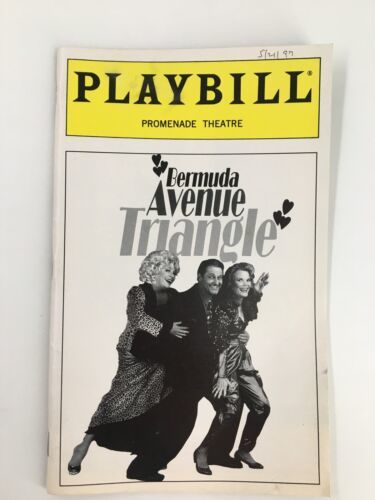 5/21/97
PLAYBILL®
PROMENADE THEATRE
Bermuda
Avenue
Triangle